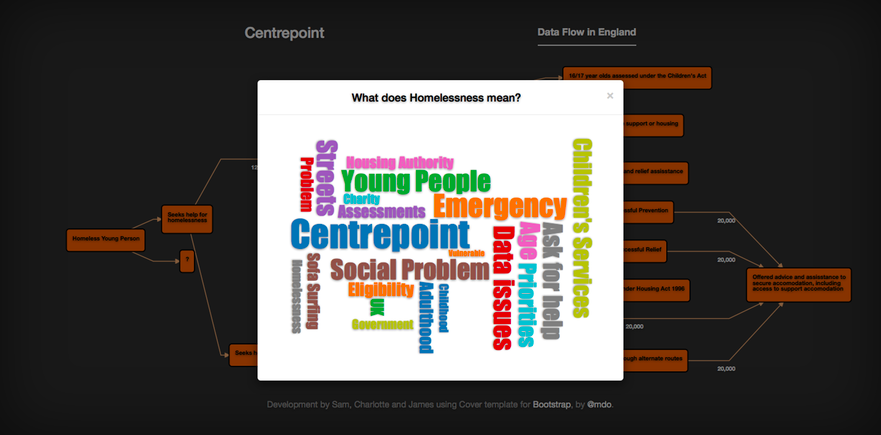 Centrepoint
Data Flow in England
16/17 year olds assessed under the Children's Act
What does Homelessness mean?
×
support or housing
Streets
Problem
Housing Authority
Young People
Charity
Assessments
Emergency
Children's Services
and relief assistance
Centrepoint
Vulnerable
Data issues
Age
Priorities
Ask for help
Social Problem
Sofa Surfing
Homelessness
Eligibility
UK
Government
Adulthood
Childhood
Seeks help for
homelessness
Homeless Young Person
?
20,000
20,000
Offered advice and assistance to
secure accomodation, including
access to support accomodation
Housing Act 1996
20,000
ough alternate routes
20,000
Development by Sam, Charlotte and James using Cover template for Bootstrap, by @mdo.